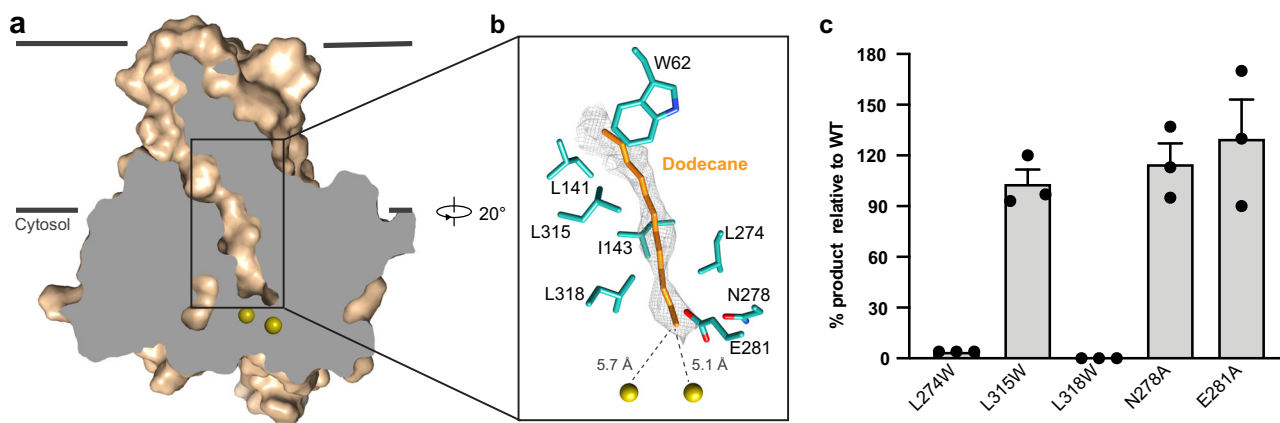 a
Cytosol
20°
b
W62
Dodecane
L141
L315
I143
L274
L318
N278
E281
5.7 Å
5.1 Å
c
% product relative to WT
180
150
120
90
60
30
0
L274W
L315W
L318W
N278A
E281A